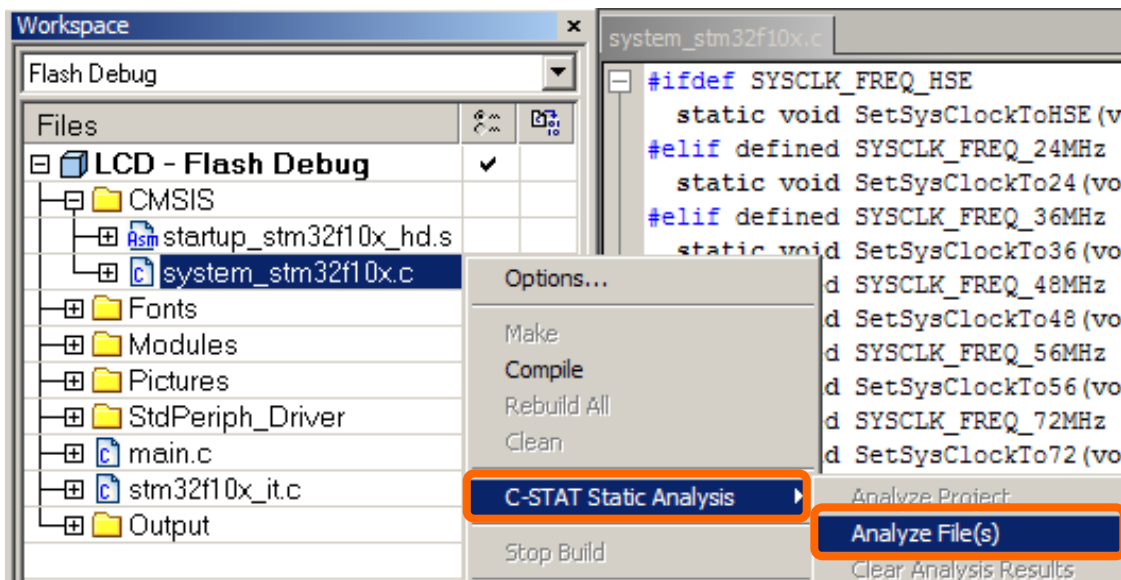 Workspace
Flash Debug
Files
LCD - Flash Debug
CMSIS
startup_stm32f10x_hd.s
system_stm32f10x.c
Fonts
Modules
Pictures
StdPeriph_Driver
main.c
stm32f10x_it.c
Output
Options...
Make
Compile
Rebuild All
Clean
C-STAT Static Analysis
Stop Build
Analyze Project
Analyze File(s)
Clear Analysis Results
system_stm32f10x.c
#ifdef SYSCLK_FREQ_HSE
static void SetSysClockToHSE(v
#elif defined SYSCLK_FREQ_24MHz
static void SetSysClockTo24(vo
#elif defined SYSCLK_FREQ_36MHz
static void SetSysClockTo36(vo
d SYSCLK_FREQ_48MHz
d SetSysClockTo48(vo
d SYSCLK_FREQ_56MHz
d SetSysClockTo56(vo
d SYSCLK_FREQ_72MHz
d SetSysClockTo72(vo